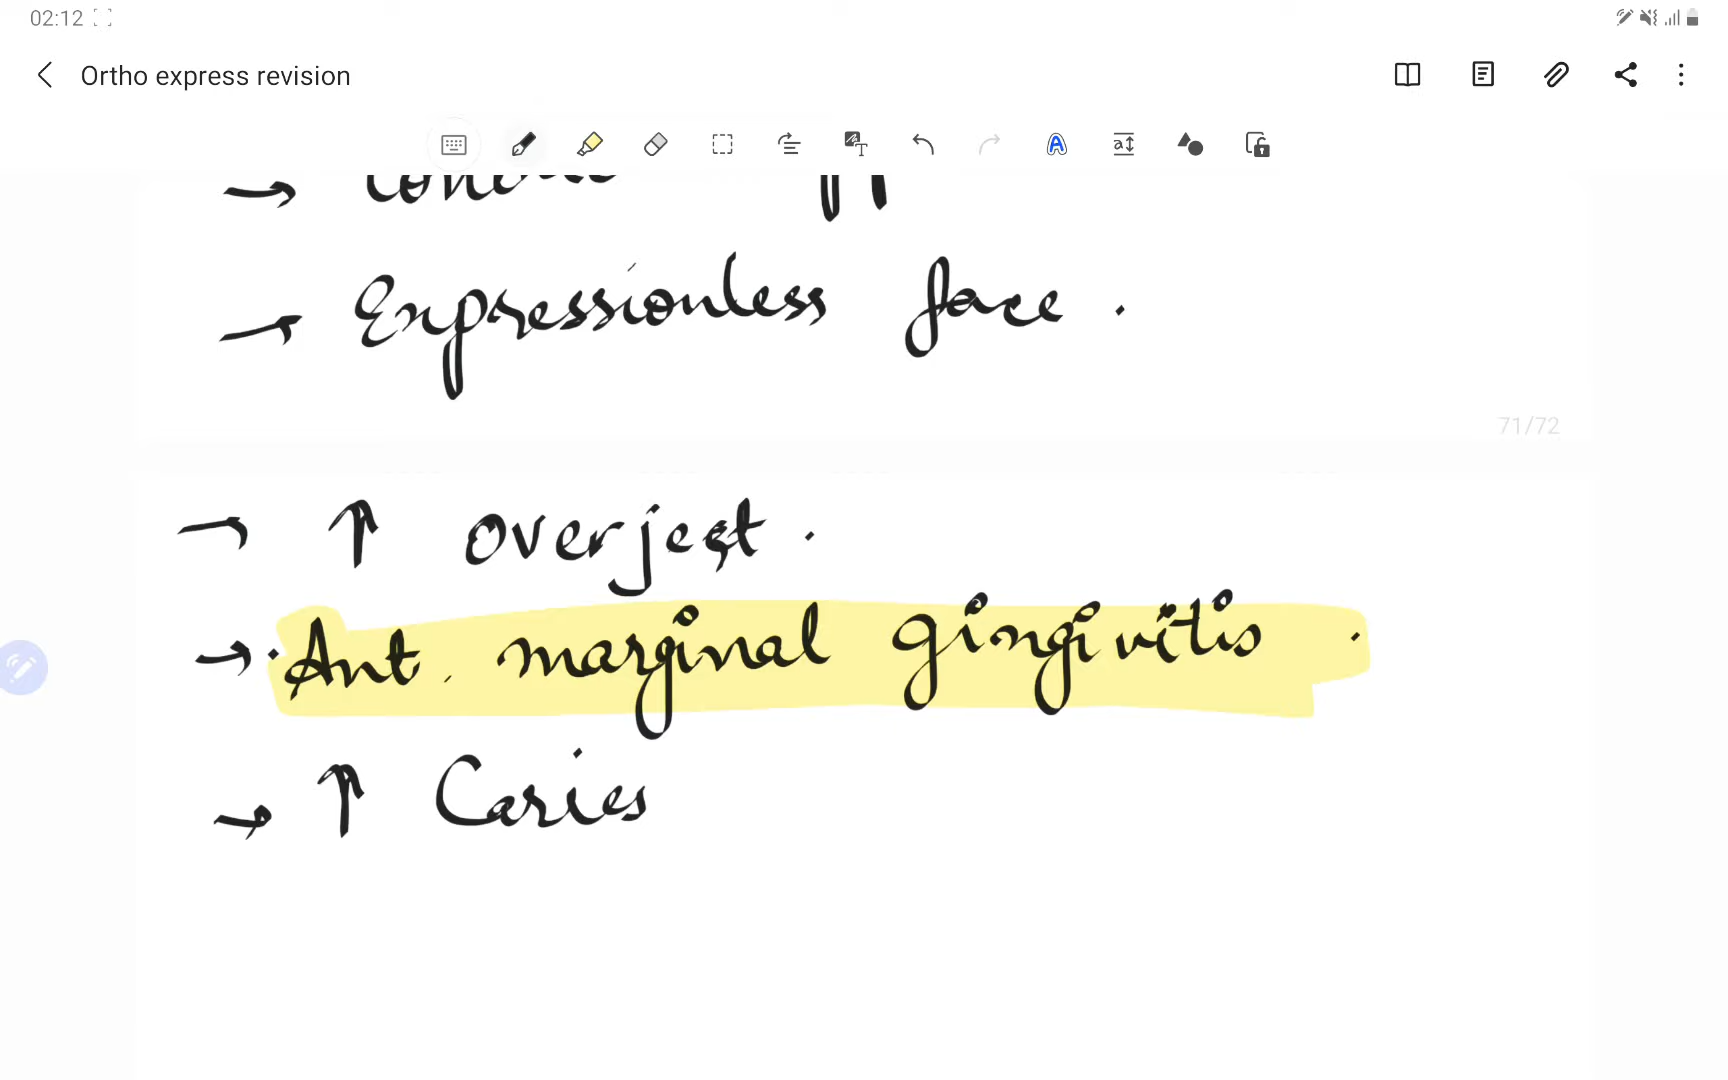 02:12
Ortho express revision
→ Expressionless face .
71/72
→ ↑ overjet .
→ Ant. marginal gingivitis .
→ ↑ Caries